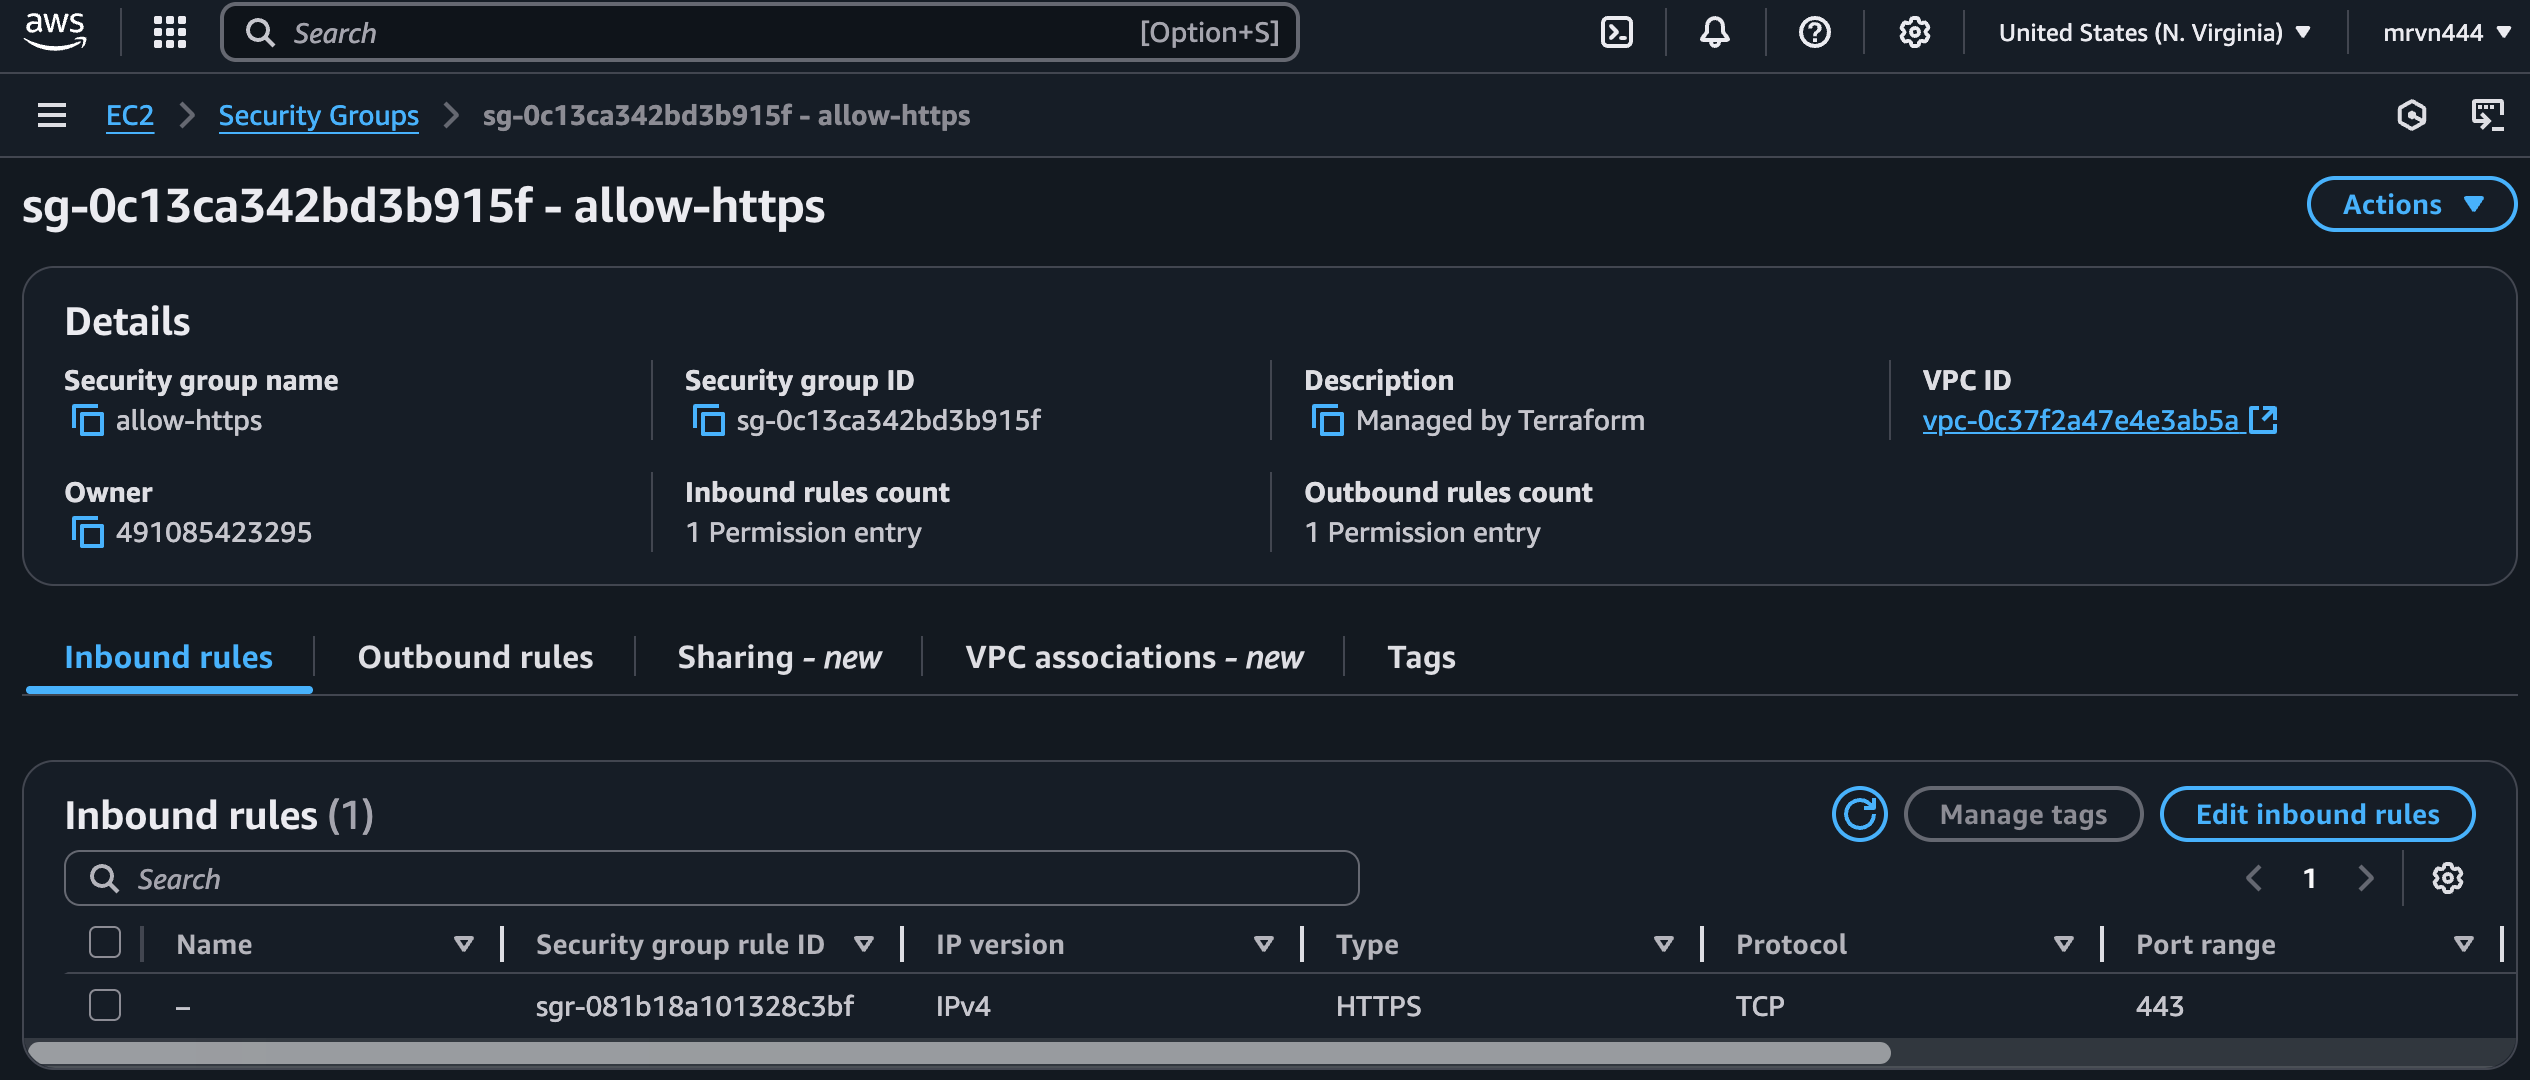 aws Search [Option+S] United States (N. Virginia) mrvn444
EC2 Security Groups sg-0c13ca342bd3b915f - allow-https
sg-0c13ca342bd3b915f - allow-https Actions
Details
Security group name Security group ID Description VPC ID
allow-https sg-0c13ca342bd3b915f Managed by Terraform vpc-0c37f2a47e4e3ab5a
Owner Inbound rules count Outbound rules count
491085423295 1 Permission entry 1 Permission entry
Inbound rules Outbound rules Sharing - new VPC associations - new Tags
Inbound rules (1) Manage tags Edit inbound rules
Search 1
Name Security group rule ID IP version Type Protocol Port range
– sgr-081b18a101328c3bf IPv4 HTTPS TCP 443